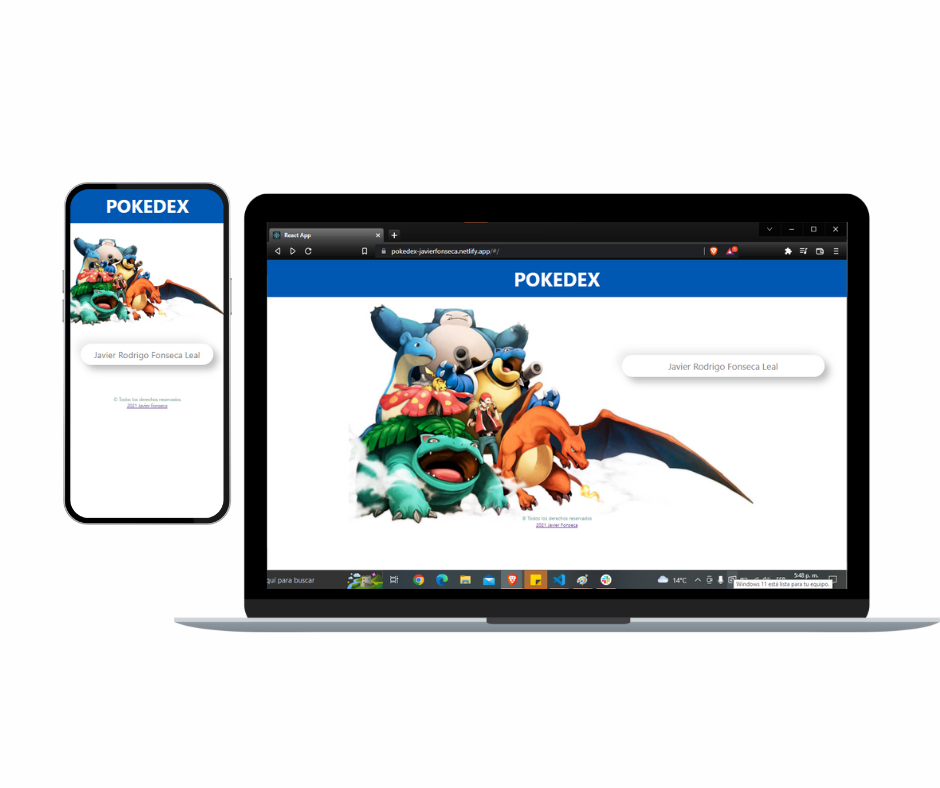 POKEDEX
Javier Rodrigo Fonseca Leal
© Todos los derechos reservados
2021 Javier Fonseca
React App
pokedex-javierfonseca.netlify.app/#/
POKEDEX
Javier Rodrigo Fonseca Leal
© Todos los derechos reservados
2021 Javier Fonseca
quí para buscar
14°C
5:48 p. m.
Windows 11 está lista para tu equipo.